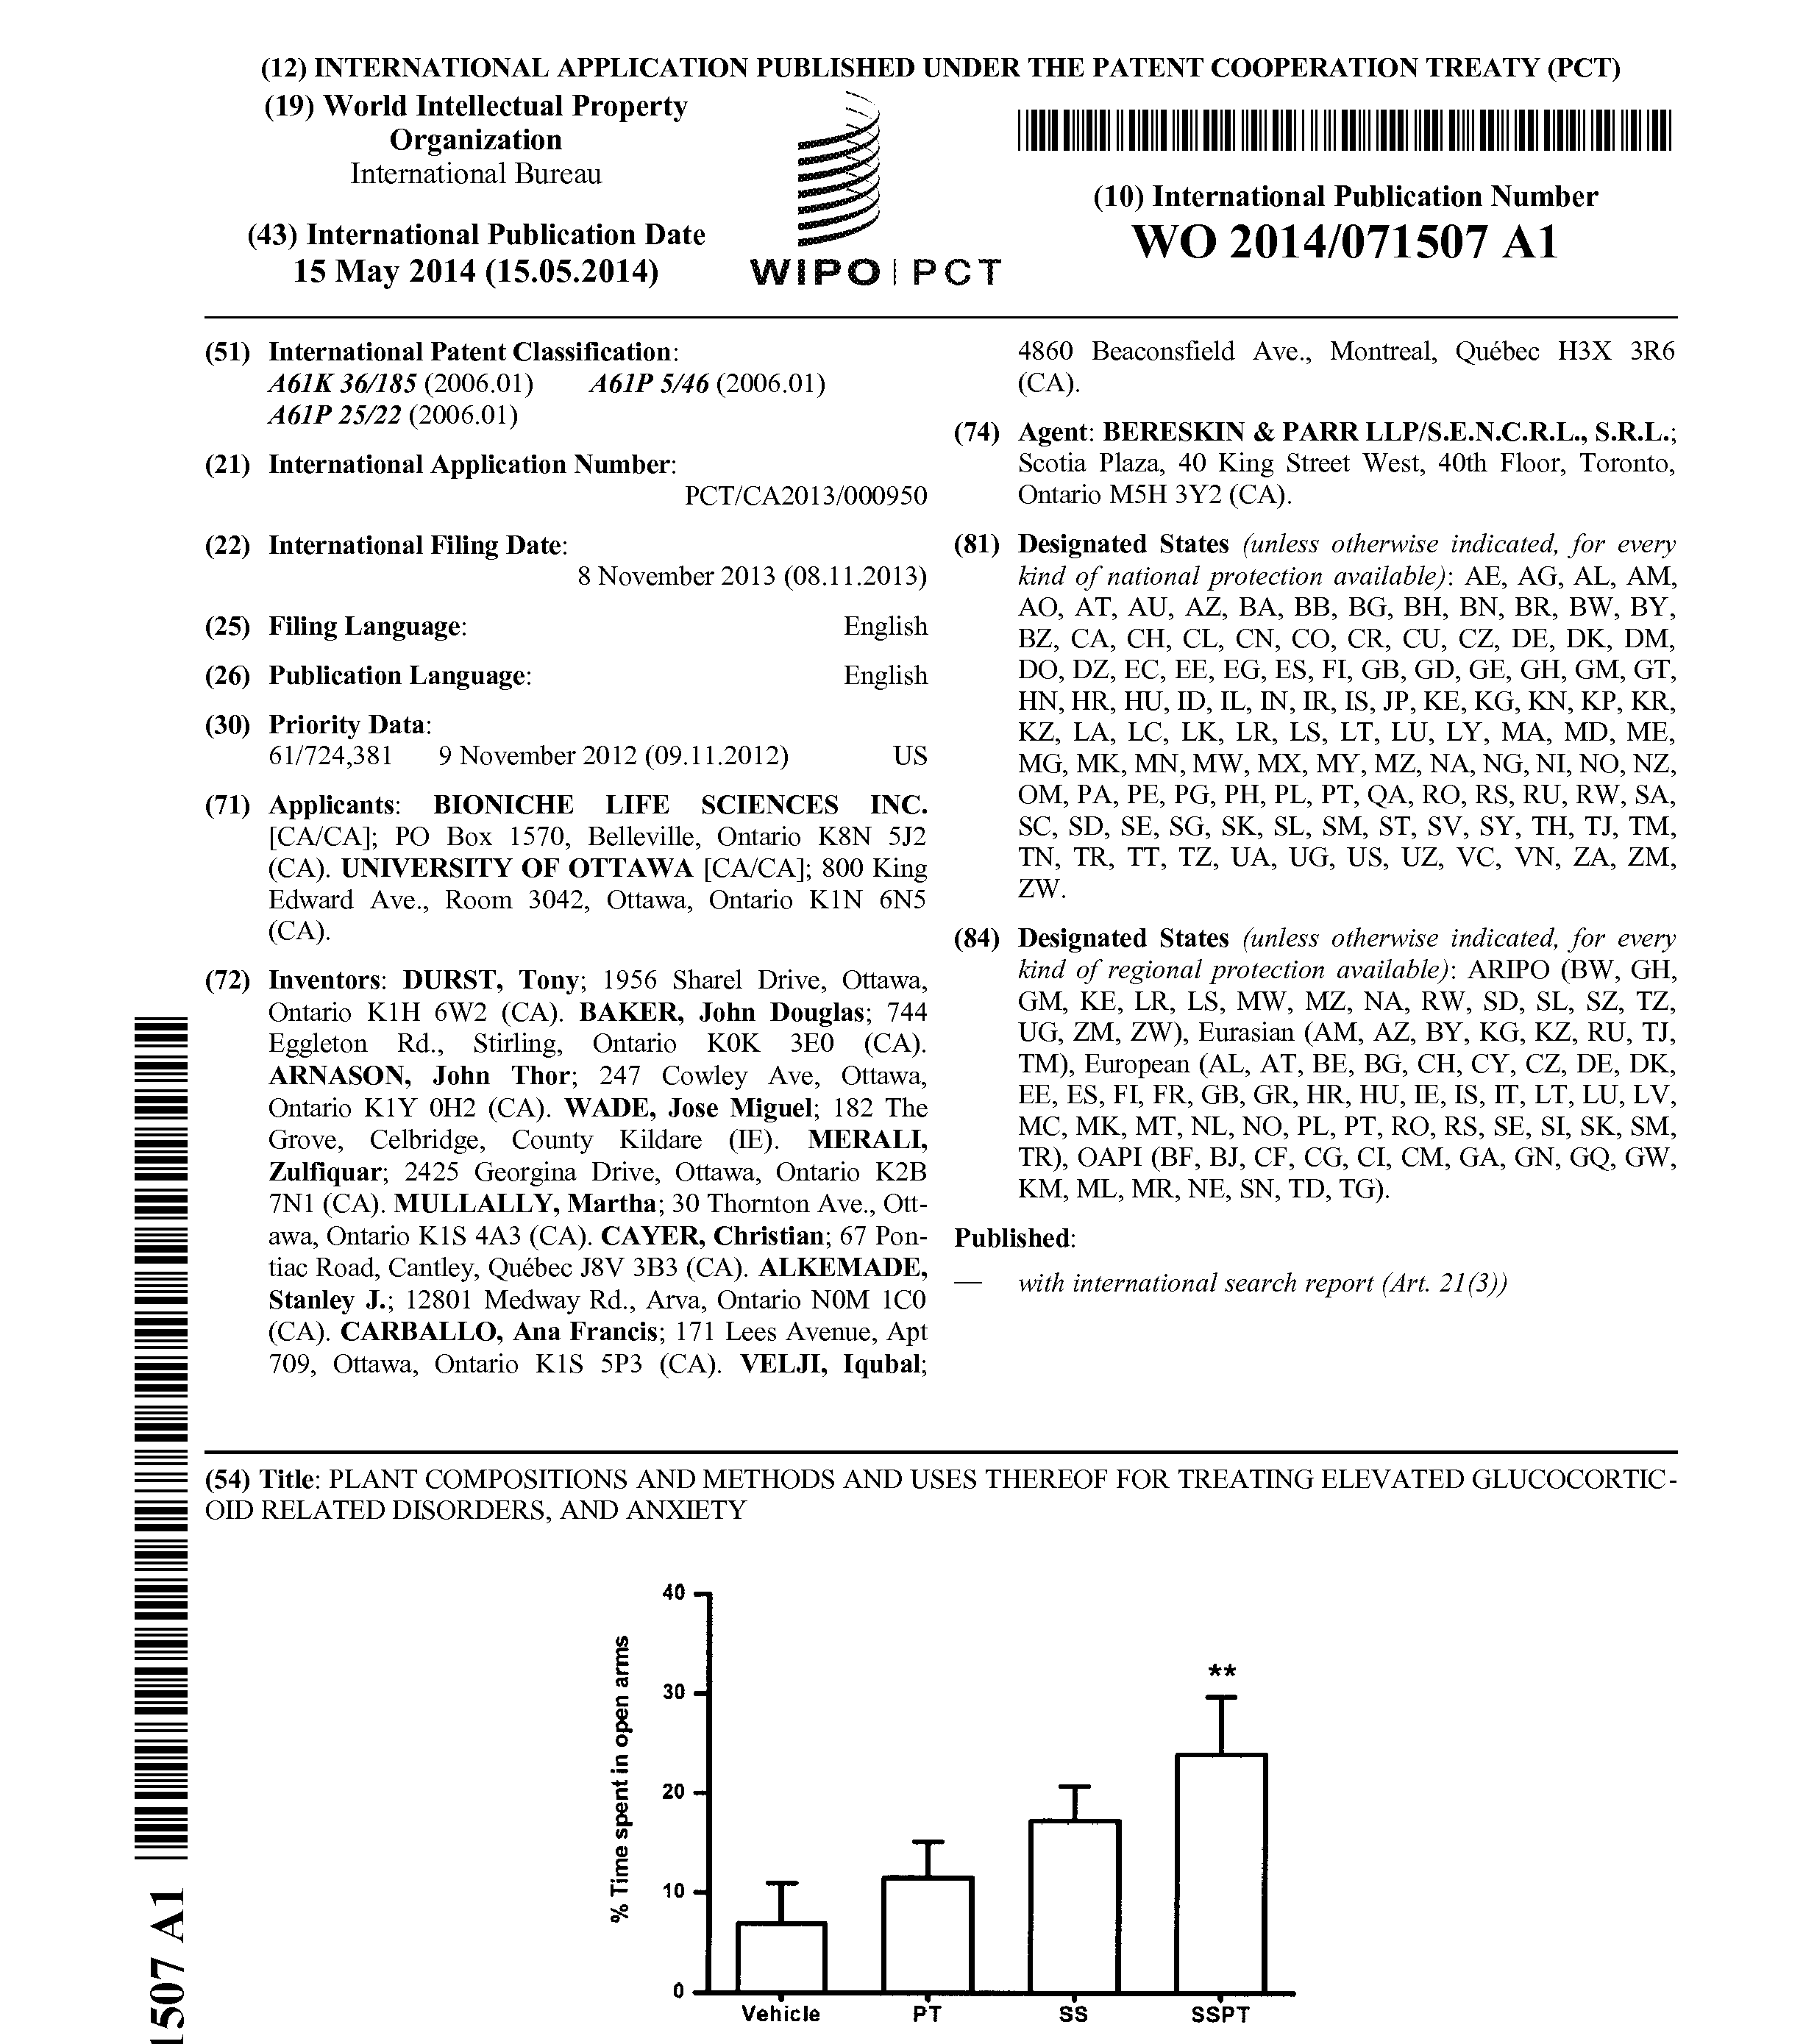 (12) INTERNATIONAL APPLICATION PUBLISHED UNDER THE PATENT COOPERATION TREATY (PCT)
(19) World Intellectual Property
Organization
International Bureau
(43) International Publication Date
15 May 2014 (15.05.2014)
WIPO | PCT
(10) International Publication Number
WO 2014/071507 A1
(51) International Patent Classification:
A61K 36/185 (2006.01) A61P 5/46 (2006.01)
A61P 25/22 (2006.01)
(21) International Application Number:
PCT/CA2013/000950
(22) International Filing Date:
8 November 2013 (08.11.2013)
(25) Filing Language: English
(26) Publication Language: English
(30) Priority Data:
61/724,381 9 November 2012 (09.11.2012) US
(71) Applicants: BIONICHE LIFE SCIENCES INC.
[CA/CA]; PO Box 1570, Belleville, Ontario K8N 5J2
(CA). UNIVERSITY OF OTTAWA [CA/CA]; 800 King
Edward Ave., Room 3042, Ottawa, Ontario K1N 6N5
(CA).
(72) Inventors: DURST, Tony; 1956 Sharel Drive, Ottawa,
Ontario K1H 6W2 (CA). BAKER, John Douglas; 744
Eggleton Rd., Stirling, Ontario K0K 3E0 (CA).
ARNASON, John Thor; 247 Cowley Ave, Ottawa,
Ontario K1Y 0H2 (CA). WADE, Jose Miguel; 182 The
Grove, Celbridge, County Kildare (IE). MERALI,
Zulfiquar; 2425 Georgina Drive, Ottawa, Ontario K2B
7N1 (CA). MULLALLY, Martha; 30 Thornton Ave., Ott-
awa, Ontario K1S 4A3 (CA). CAYER, Christian; 67 Pon-
tiac Road, Cantley, Québec J8V 3B3 (CA). ALKEMADE,
Stanley J.; 12801 Medway Rd., Arva, Ontario N0M 1C0
(CA). CARBALLO, Ana Francis; 171 Lees Avenue, Apt
709, Ottawa, Ontario K1S 5P3 (CA). VELJI, Iqubal;
4860 Beaconsfield Ave., Montreal, Québec H3X 3R6
(CA).
(74) Agent: BERESKIN & PARR LLP/S.E.N.C.R.L., S.R.L.;
Scotia Plaza, 40 King Street West, 40th Floor, Toronto,
Ontario M5H 3Y2 (CA).
(81) Designated States (unless otherwise indicated, for every
kind of national protection available): AE, AG, AL, AM,
AO, AT, AU, AZ, BA, BB, BG, BH, BN, BR, BW, BY,
BZ, CA, CH, CL, CN, CO, CR, CU, CZ, DE, DK, DM,
DO, DZ, EC, EE, EG, ES, FI, GB, GD, GE, GH, GM, GT,
HN, HR, HU, ID, IL, IN, IR, IS, JP, KE, KG, KN, KP, KR,
KZ, LA, LC, LK, LR, LS, LT, LU, LY, MA, MD, ME,
MG, MK, MN, MW, MX, MY, MZ, NA, NG, NI, NO, NZ,
OM, PA, PE, PG, PH, PL, PT, QA, RO, RS, RU, RW, SA,
SC, SD, SE, SG, SK, SL, SM, ST, SV, SY, TH, TJ, TM,
TN, TR, TT, TZ, UA, UG, US, UZ, VC, VN, ZA, ZM,
ZW.
(84) Designated States (unless otherwise indicated, for every
kind of regional protection available): ARIPO (BW, GH,
GM, KE, LR, LS, MW, MZ, NA, RW, SD, SL, SZ, TZ,
UG, ZM, ZW), Eurasian (AM, AZ, BY, KG, KZ, RU, TJ,
TM), European (AL, AT, BE, BG, CH, CY, CZ, DE, DK,
EE, ES, FI, FR, GB, GR, HR, HU, IE, IS, IT, LT, LU, LV,
MC, MK, MT, NL, NO, PL, PT, RO, RS, SE, SI, SK, SM,
TR), OAPI (BF, BJ, CF, CG, CI, CM, GA, GN, GQ, GW,
KM, ML, MR, NE, SN, TD, TG).
Published:
— with international search report (Art. 21(3))
(54) Title: PLANT COMPOSITIONS AND METHODS AND USES THEREOF FOR TREATING ELEVATED GLUCOCORTIC-
OID RELATED DISORDERS, AND ANXIETY
% Time spent in open arms
40
30
20
10
0
**
Vehicle PT SS SSPT
1507 A1